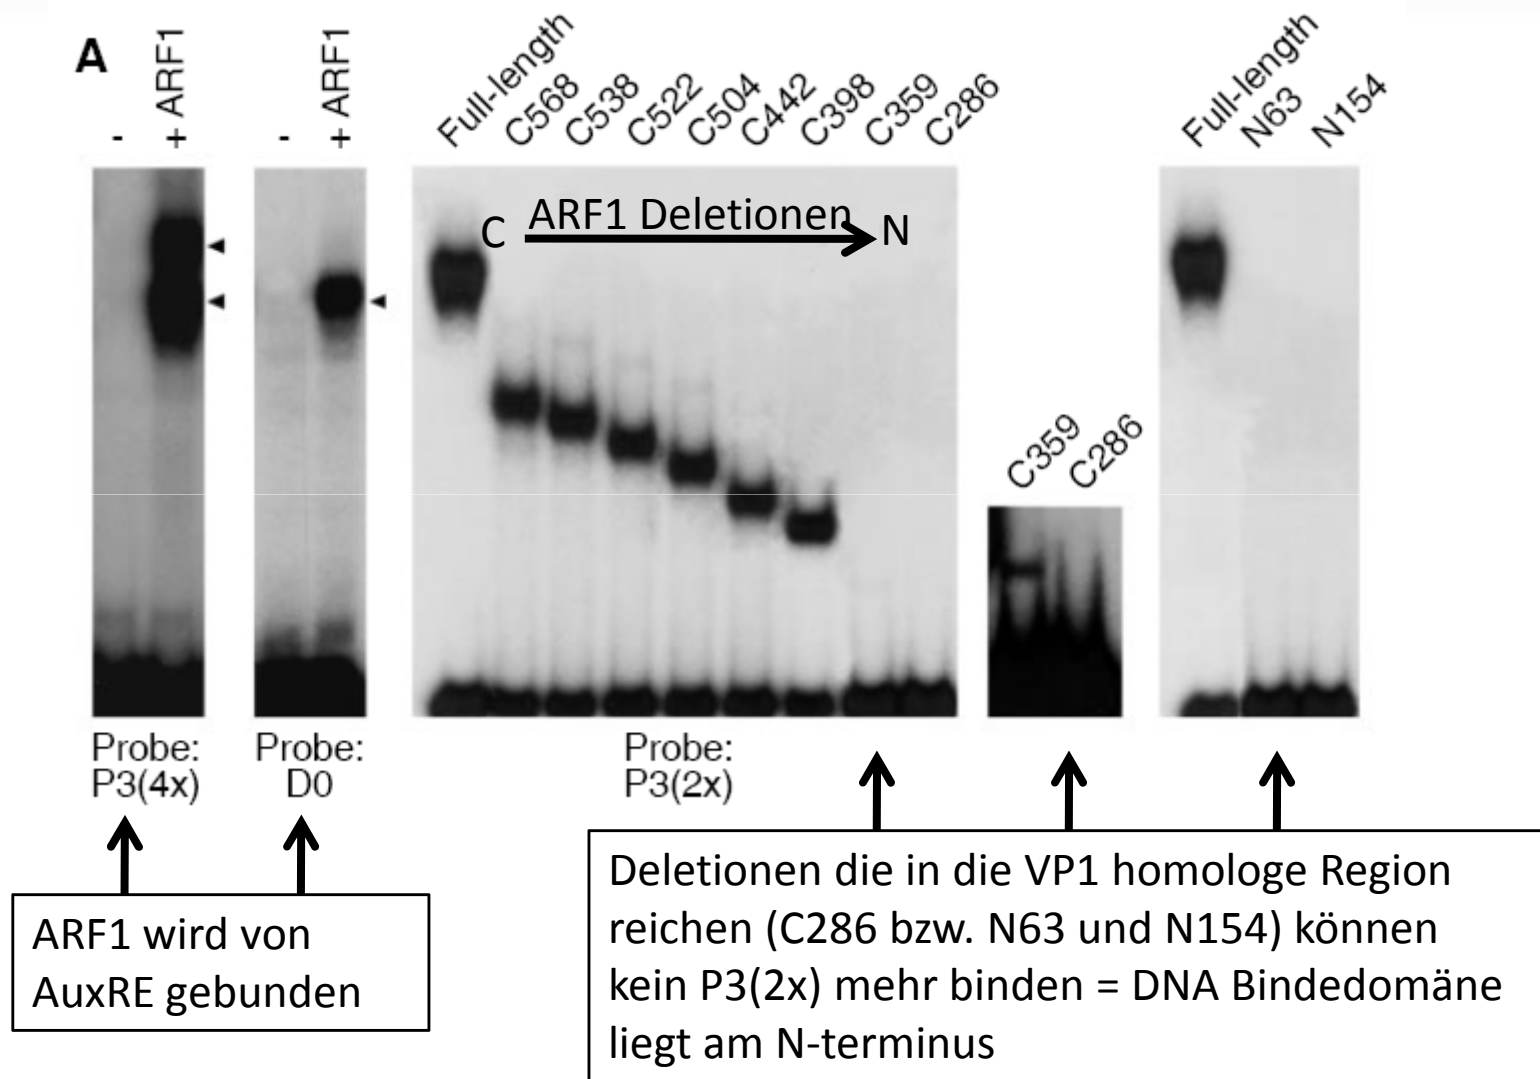 A
- + ARF1
- + ARF1
Full-length C568 C538 C522 C504 C442 C398 C359 C286
Full-length N63 N154
C ARF1 Deletionen N
C359 C286
Probe:
P3(4x)
Probe:
D0
Probe:
P3(2x)
ARF1 wird von
AuxRE gebunden
Deletionen die in die VP1 homologe Region
reichen (C286 bzw. N63 und N154) können
kein P3(2x) mehr binden = DNA Bindedomäne
liegt am N-terminus